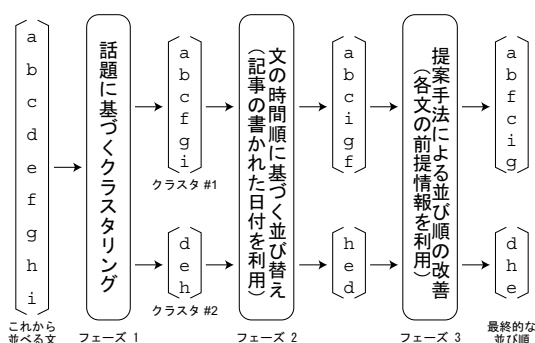 a
b
c
d
e
f
g
h
i
これから
並べる文
話題に基づくクラスタリング
フェーズ 1
a
b
c
f
g
i
クラスタ #1
d
e
h
クラスタ #2
文の時間順に基づく並び替え
(記事の書かれた日付を利用)
フェーズ 2
a
b
c
i
g
f
h
e
d
提案手法による並び順の改善
(各文の前提情報を利用)
フェーズ 3
a
b
f
c
i
g
d
h
e
最終的な
並び順